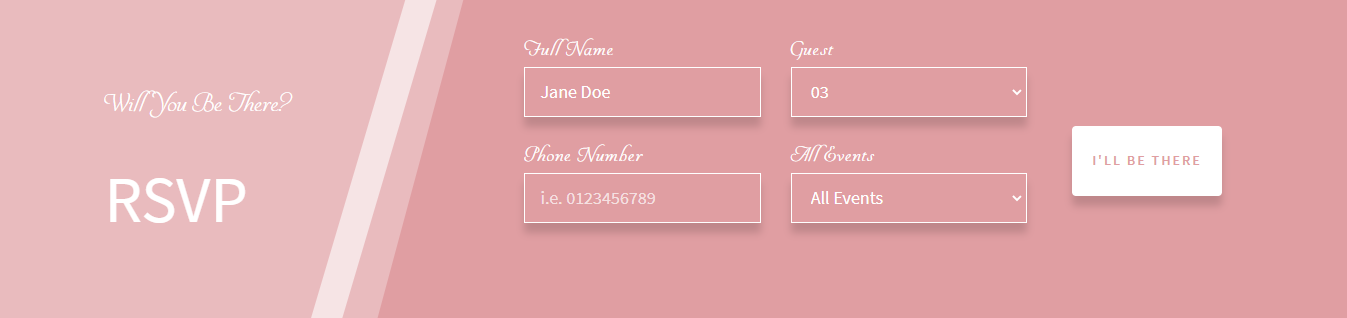 Will You Be There?
RSVP
Full Name
Jane Doe
Guest
03
Phone Number
i.e. 0123456789
All Events
All Events
I'LL BE THERE